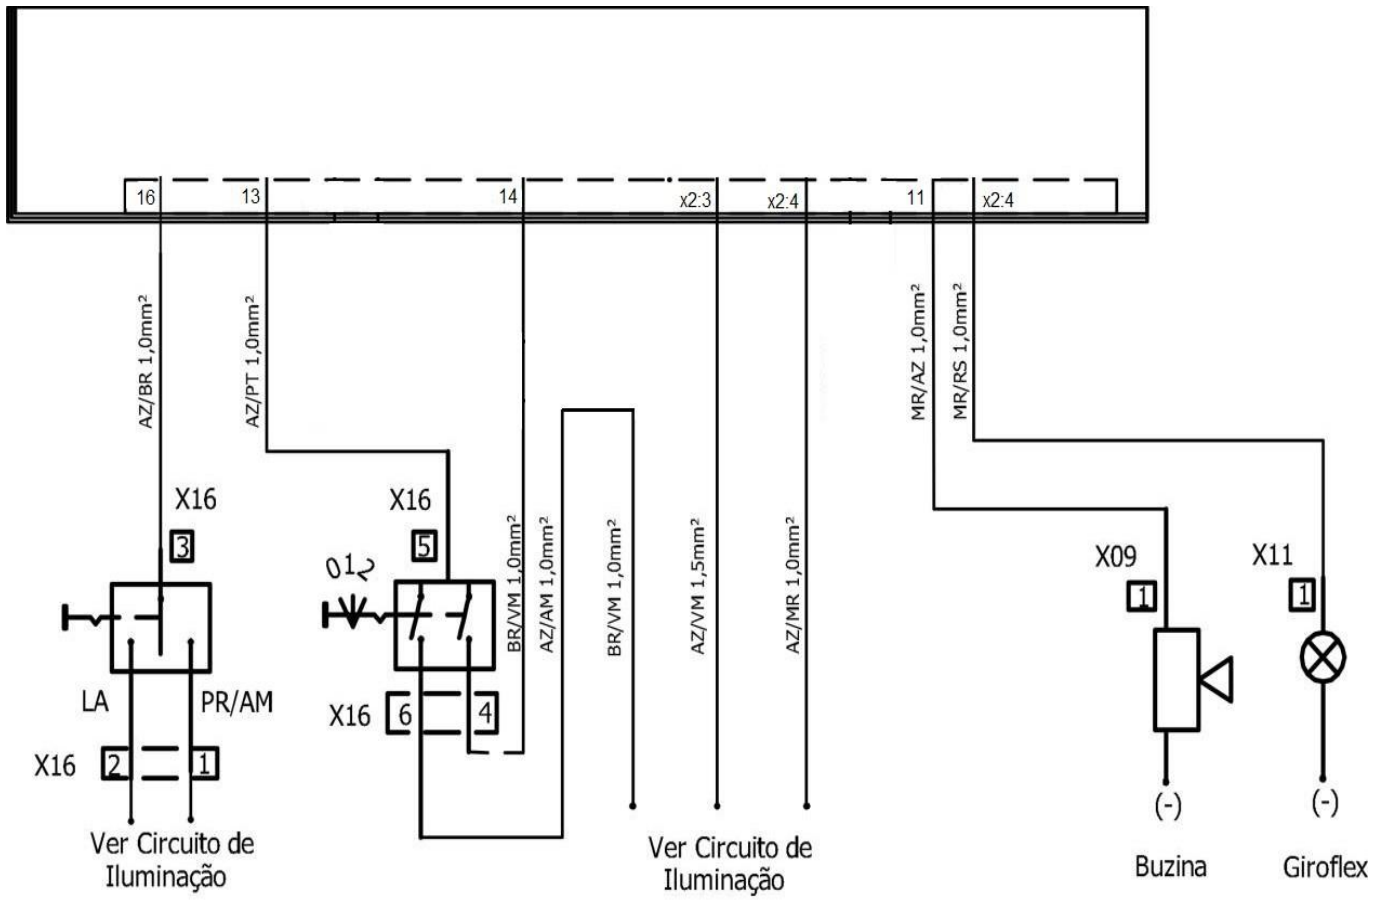 16
13
14
x2:3
x2:4
11
x2:4
AZ/BR 1,0mm²
AZ/PT 1,0mm²
MR/AZ 1,0mm²
MR/RS 1,0mm²
X16
3
X16
5
012
BR/VM 1,0mm²
AZ/AM 1,0mm²
BR/VM 1,0mm²
AZ/VM 1,5mm²
AZ/MR 1,0mm²
X09
1
X11
1
LA
PR/AM
X16
6
4
X16
2
1
(-)
(-)
Ver Circuito de
Iluminação
Ver Circuito de
Iluminação
Buzina
Giroflex